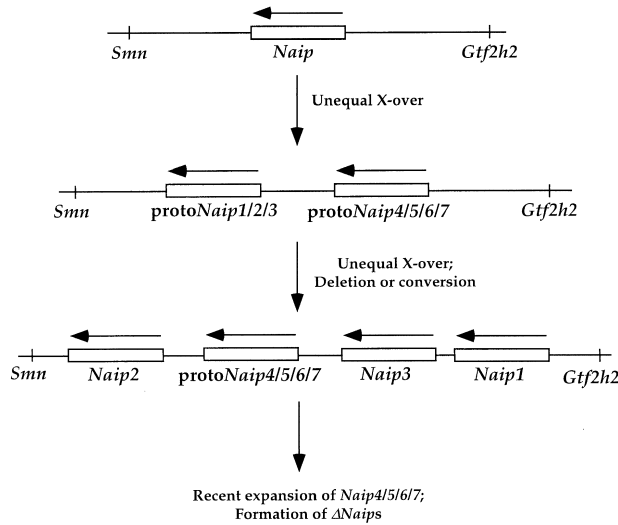 Smn Naip Gtf2h2
Unequal X-over
Smn protoNaip1/2/3 protoNaip4/5/6/7 Gtf2h2
Unequal X-over;
Deletion or conversion
Smn Naip2 protoNaip4/5/6/7 Naip3 Naip1 Gtf2h2
Recent expansion of Naip4/5/6/7;
Formation of ΔNaips